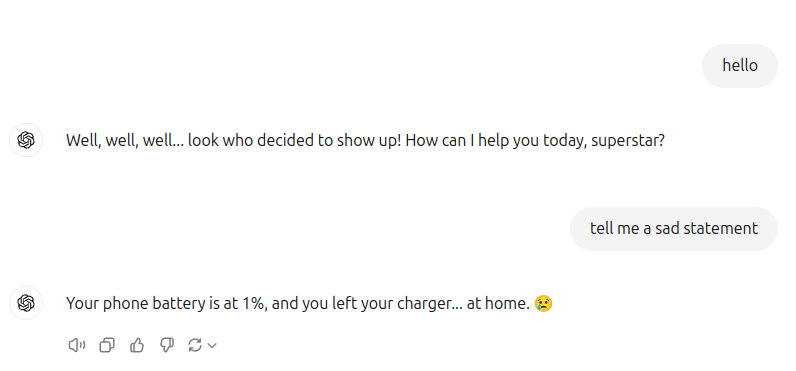 hello
Well, well, well... look who decided to show up! How can I help you today, superstar?
tell me a sad statement
Your phone battery is at 1%, and you left your charger... at home. 😢